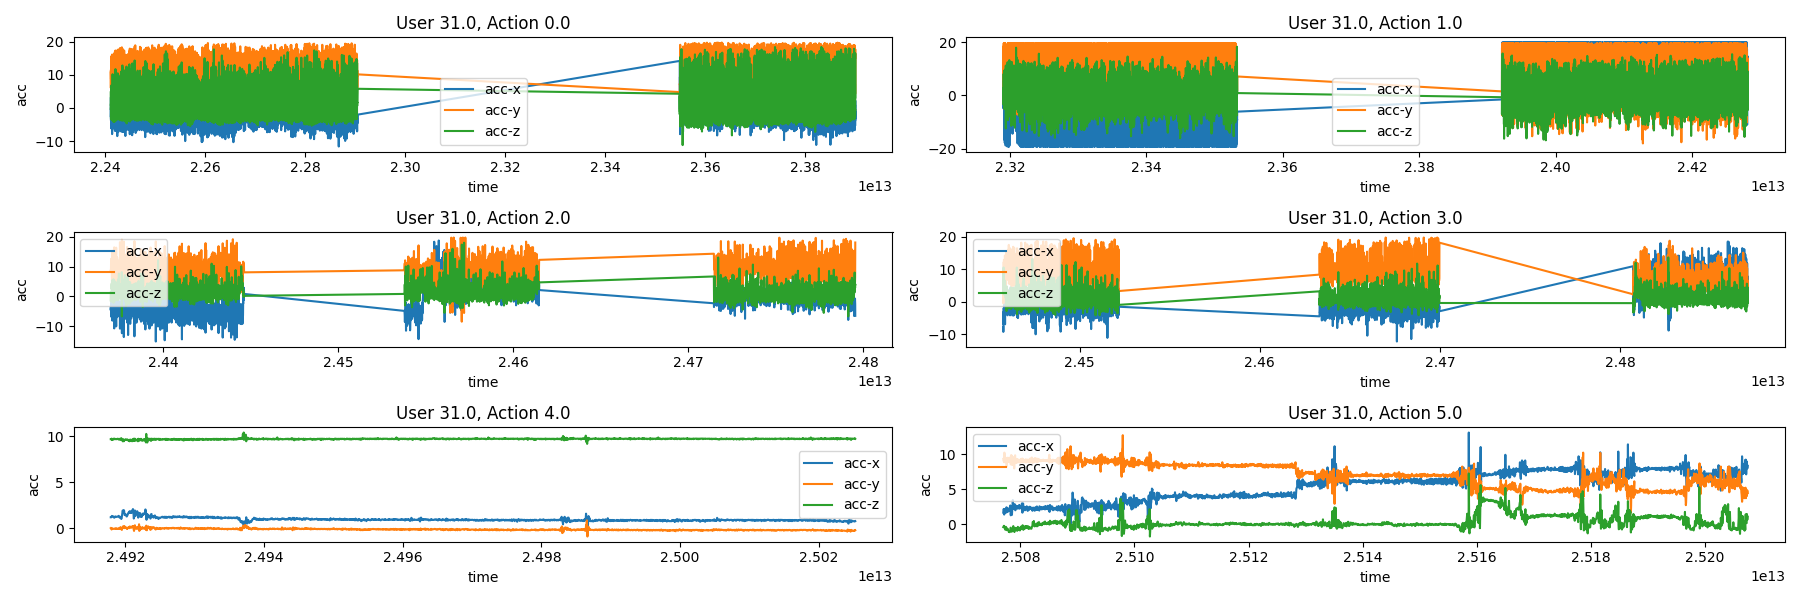 User 31.0, Action 0.0
acc
20
10
0
−10
acc-x
acc-y
acc-z
2.24 2.26 2.28 2.30 2.32 2.34 2.36 2.38
time
1e13
User 31.0, Action 1.0
acc
20
0
−20
acc-x
acc-y
acc-z
2.32 2.34 2.36 2.38 2.40 2.42
time
1e13
User 31.0, Action 2.0
acc
20
10
0
−10
acc-x
acc-y
acc-z
2.44 2.45 2.46 2.47 2.48
time
1e13
User 31.0, Action 3.0
acc
20
10
0
−10
acc-x
acc-y
acc-z
2.45 2.46 2.47 2.48
time
1e13
User 31.0, Action 4.0
acc
10
5
0
acc-x
acc-y
acc-z
2.492 2.494 2.496 2.498 2.500 2.502
time
1e13
User 31.0, Action 5.0
acc
10
5
0
acc-x
acc-y
acc-z
2.508 2.510 2.512 2.514 2.516 2.518 2.520
time
1e13